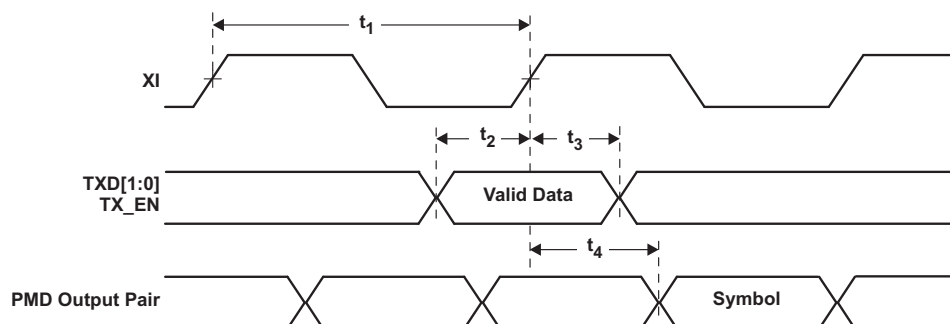 t1
XI
t2 t3
TXD[1:0]
TX_EN
Valid Data
t4
PMD Output Pair
Symbol